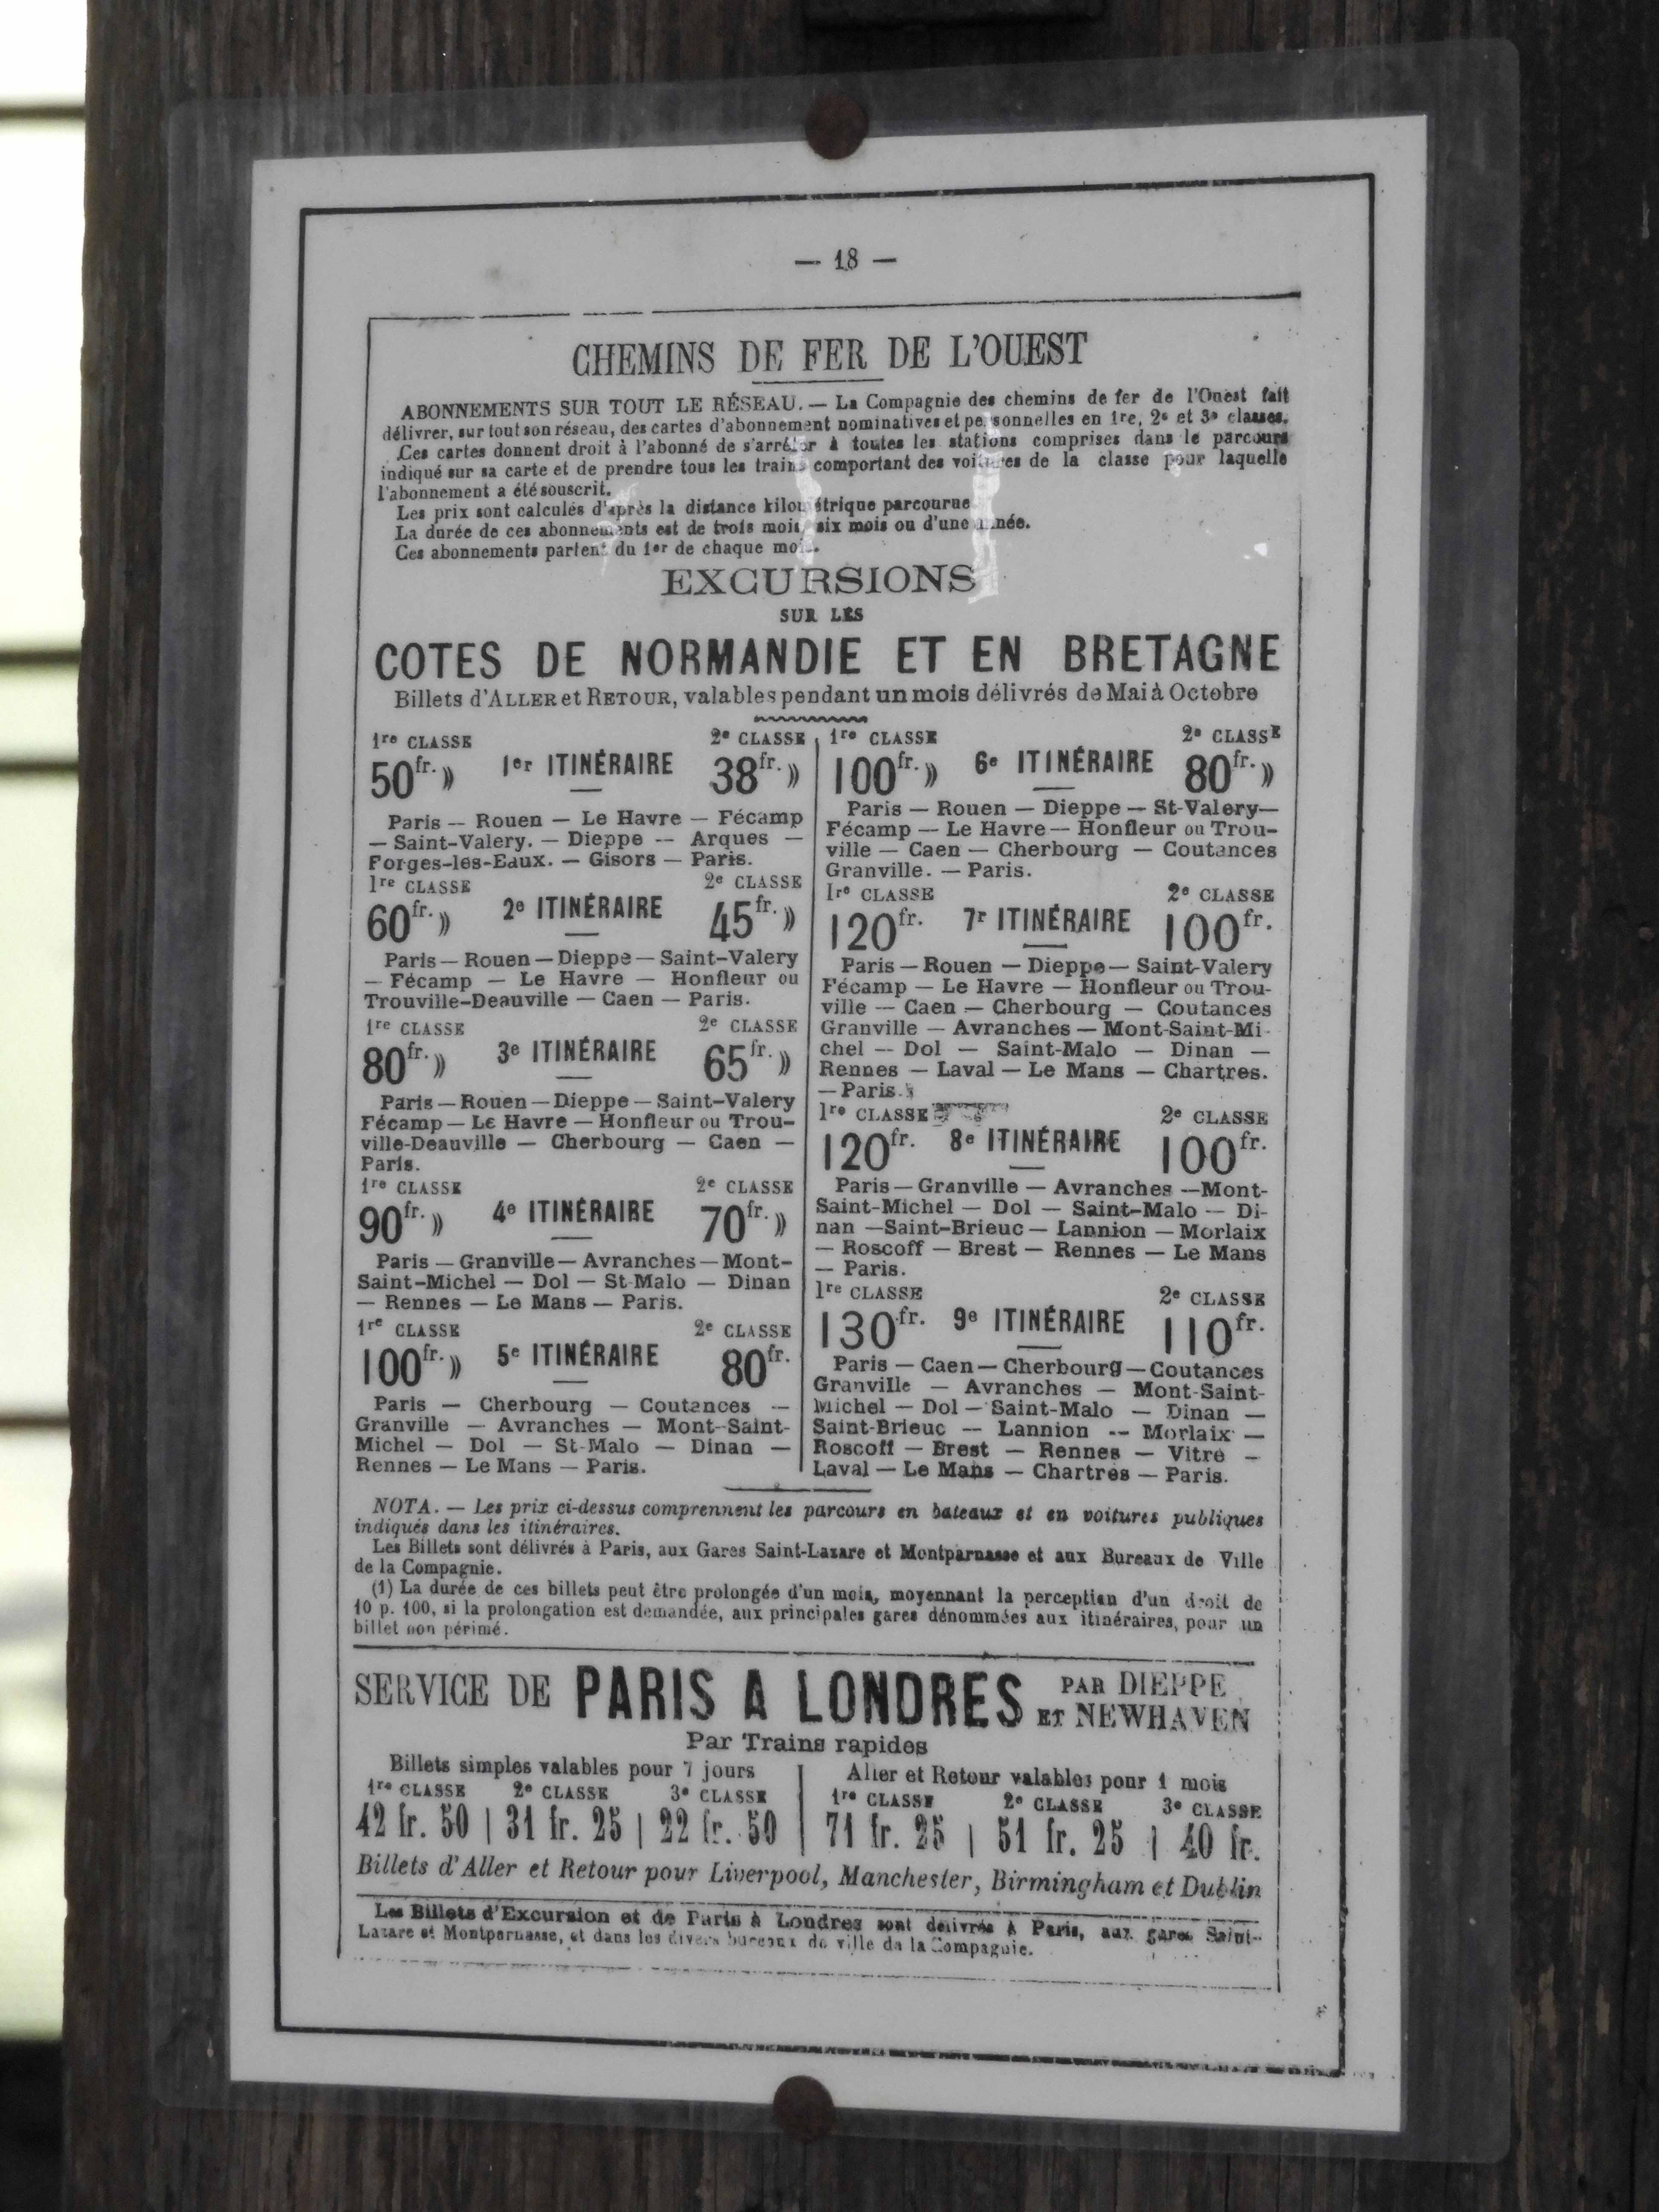 — 18 —
CHEMINS DE FER DE L'OUEST
ABONNEMENTS SUR TOUT LE RÉSEAU. — La Compagnie des chemins de fer de l'Ouest fait
délivrer, sur tout son réseau, des cartes d'abonnement nominatives et personnelles en 1re, 2e et 3e classes.
Ces cartes donnent droit à l'abonné de s'arrêter à toutes les stations comprises dans le parcours
indiqué sur sa carte et de prendre tous les trains comportant des voitures de la classe pour laquelle
l'abonnement a été souscrit.
Les prix sont calculés d'après la distance kilométrique parcourue
La durée de ces abonnements est de trois mois, six mois ou d'une année.
Ces abonnements partent du 1er de chaque mois.
EXCURSIONS
SUR LES
COTES DE NORMANDIE ET EN BRETAGNE
Billets d'ALLER et RETOUR, valables pendant un mois délivrés de Mai à Octobre
1re CLASSE 2e CLASSE
50fr. » 1er ITINÉRAIRE 38fr. »
Paris — Rouen — Le Havre — Fécamp
— Saint-Valery. — Dieppe — Arques —
Forges-les-Eaux. — Gisors — Paris.
1re CLASSE 2e CLASSE
60fr. » 2e ITINÉRAIRE 45fr. »
Paris — Rouen — Dieppe — Saint-Valery
— Fécamp — Le Havre — Honfleur ou
Trouville-Deauville — Caen — Paris.
1re CLASSE 2e CLASSE
80fr. » 3e ITINÉRAIRE 65fr. »
Paris — Rouen — Dieppe — Saint-Valery
Fécamp — Le Havre — Honfleur ou Trou-
ville-Deauville — Cherbourg — Caen —
Paris.
1re CLASSE 2e CLASSE
90fr. » 4e ITINÉRAIRE 70fr. »
Paris — Granville — Avranches — Mont-
Saint-Michel — Dol — St-Malo — Dinan
— Rennes — Le Mans — Paris.
1re CLASSE 2e CLASSE
100fr. » 5e ITINÉRAIRE 80fr.
Paris — Cherbourg — Coutances —
Granville — Avranches — Mont-Saint-
Michel — Dol — St-Malo — Dinan —
Rennes — Le Mans — Paris.
1re CLASSE 2e CLASSE
100fr. » 6e ITINÉRAIRE 80fr. »
Paris — Rouen — Dieppe — St-Valery —
Fécamp — Le Havre — Honfleur ou Trou-
ville — Caen — Cherbourg — Coutances
Granville. — Paris.
1re CLASSE 2e CLASSE
120fr. 7r ITINÉRAIRE 100fr.
Paris — Rouen — Dieppe — Saint-Valery
Fécamp — Le Havre — Honfleur ou Trou-
ville — Caen — Cherbourg — Coutances
Granville — Avranches — Mont-Saint-Mi-
chel — Dol — Saint-Malo — Dinan —
Rennes — Laval — Le Mans — Chartres.
— Paris.
1re CLASSE 2e CLASSE
120fr. 8e ITINÉRAIRE 100fr.
Paris — Granville — Avranches — Mont-
Saint-Michel — Dol — Saint-Malo — Di-
nan — Saint-Brieuc — Lannion — Morlaix
— Roscoff — Brest — Rennes — Le Mans
— Paris.
1re CLASSE 2e CLASSE
130fr. 9e ITINÉRAIRE 110fr.
Paris — Caen — Cherbourg — Coutances
Granville — Avranches — Mont-Saint-
Michel — Dol — Saint-Malo — Dinan —
Saint-Brieuc — Lannion — Morlaix —
Roscoff — Brest — Rennes — Vitré —
Laval — Le Mans — Chartres — Paris.
NOTA. — Les prix ci-dessus comprennent les parcours en bateaux et en voitures publiques
indiqués dans les itinéraires.
Les Billets sont délivrés à Paris, aux Gares Saint-Lazare et Montparnasse et aux Bureaux de Ville
de la Compagnie.
(1) La durée de ces billets peut être prolongée d'un mois, moyennant la perception d'un droit de
10 p. 100, si la prolongation est demandée, aux principales gares dénommées aux itinéraires, pour un
billet non périmé.
SERVICE DE PARIS A LONDRES PAR DIEPPE
ET NEWHAVEN
Par Trains rapides
Billets simples valables pour 7 jours
1re CLASSE 2e CLASSE 3e CLASSE
42 fr. 50 | 31 fr. 25 | 22 fr. 50
Aller et Retour valables pour 1 mois
1re CLASSE 2e CLASSE 3e CLASSE
71 fr. 25 | 51 fr. 25 | 40 fr.
Billets d'Aller et Retour pour Liverpool, Manchester, Birmingham et Dublin
Les Billets d'Excursion et de Paris à Londres sont délivrés à Paris, aux gares Saint-
Lazare et Montparnasse, et dans les divers bureaux de ville de la Compagnie.